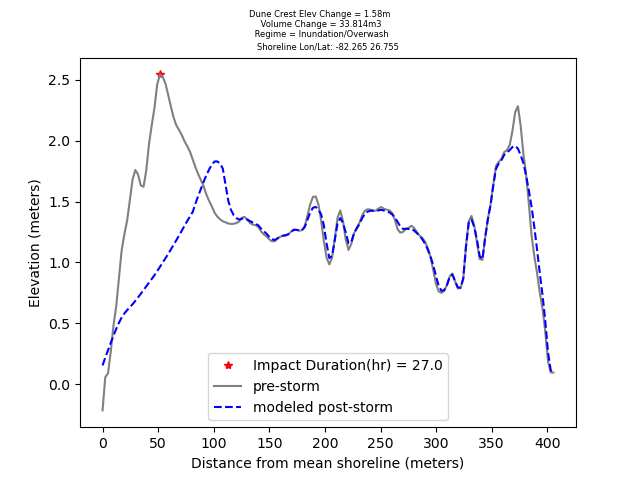 Dune Crest Elev Change = 1.58m
Volume Change = 33.814m3
Regime = Inundation/Overwash
Shoreline Lon/Lat: -82.265 26.755
2.5
2.0
1.5
1.0
0.5
0.0
Elevation (meters)
Impact Duration(hr) = 27.0
pre-storm
modeled post-storm
0 50 100 150 200 250 300 350 400
Distance from mean shoreline (meters)